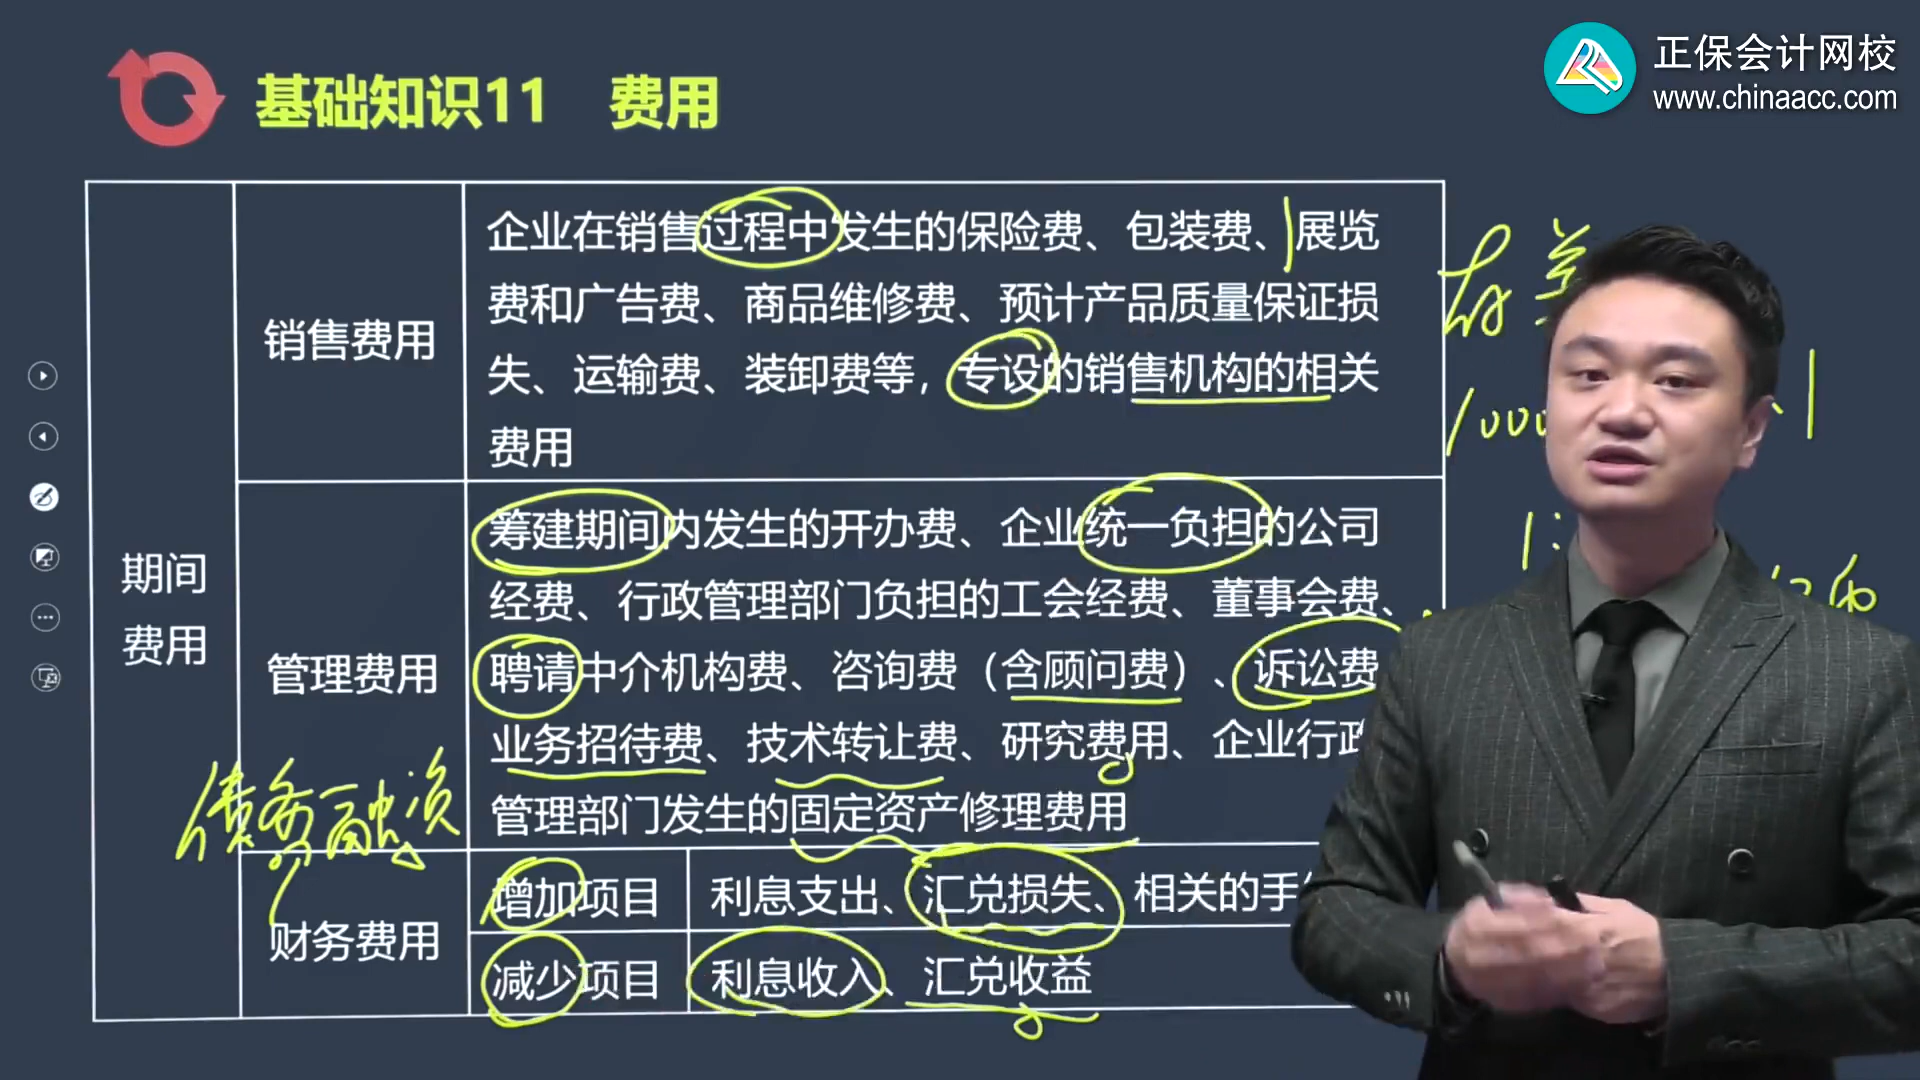 正保会计网校
www.chinaacc.com
基础知识11 费用
期间
费用
销售费用
企业在销售过程中发生的保险费、包装费、展览
费和广告费、商品维修费、预计产品质量保证损
失、运输费、装卸费等，专设的销售机构的相关
费用
管理费用
筹建期间内发生的开办费、企业统一负担的公司
经费、行政管理部门负担的工会经费、董事会费、
聘请中介机构费、咨询费（含顾问费）、诉讼费
业务招待费、技术转让费、研究费用、企业行政
管理部门发生的固定资产修理费用
债务融资
财务费用
增加项目
利息支出、汇兑损失、相关的手
减少项目
利息收入、汇兑收益
1000